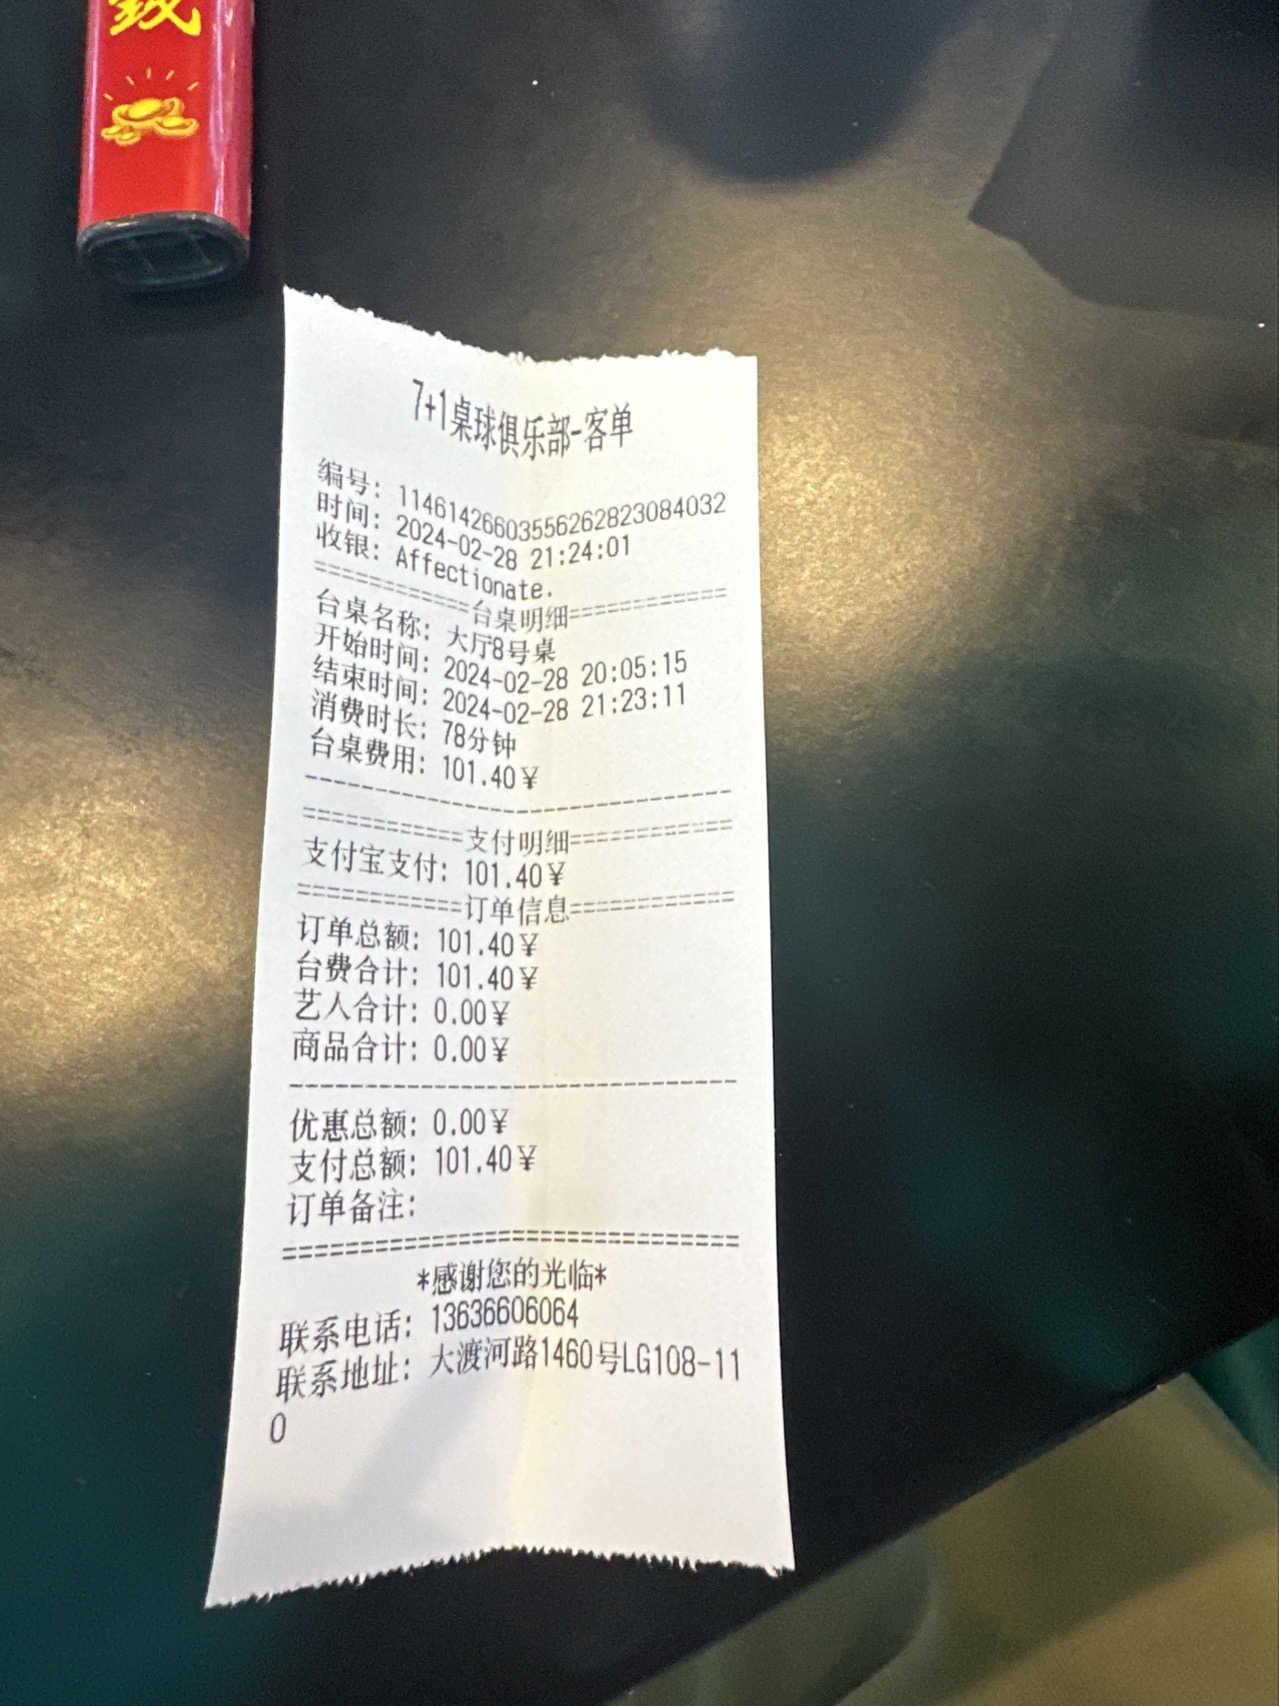 7+1桌球俱乐部-客单
编号: 1146142660355626282​3084032
时间: 2024-02-28 21:24:01
收银: Affectionate.
===========台桌明细===========
台桌名称: 大厅8号桌
开始时间: 2024-02-28 20:05:15
结束时间: 2024-02-28 21:23:11
消费时长: 78分钟
台桌费用: 101.40¥
--------------------------------
===========支付明细===========
支付宝支付: 101.40¥
===========订单信息===========
订单总额: 101.40¥
台费合计: 101.40¥
艺人合计: 0.00¥
商品合计: 0.00¥
--------------------------------
优惠总额: 0.00¥
支付总额: 101.40¥
订单备注:
================================
*感谢您的光临*
联系电话: 13636606064
联系地址: 大渡河路1460号LG108-11
0